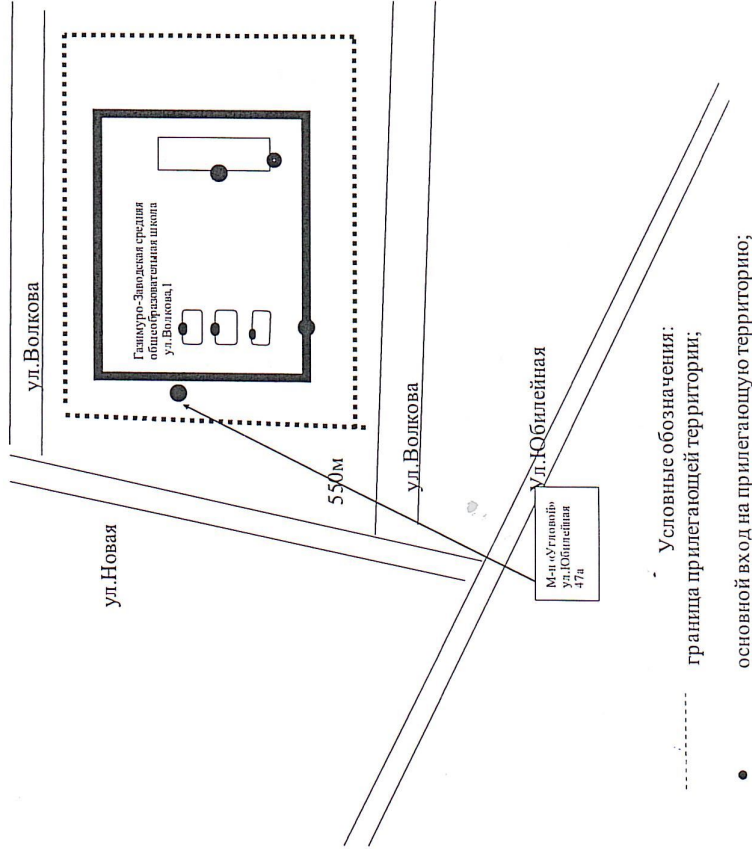 ул.Волкова
Газимуро-Заводская средняя
общеобразовательная школа
ул.Волкова,1
ул.Новая
550м
ул.Волкова
Ул.Юбилейная
М-н «Угловой»
ул.Юбилейная
47а
Условные обозначения:
граница прилегающей территории;
основной вход на прилегающую территорию;